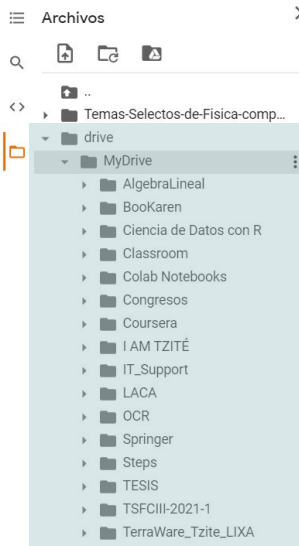 Archivos
..
Temas-Selectos-de-Fisica-comp...
drive
MyDrive
AlgebraLineal
BooKaren
Ciencia de Datos con R
Classroom
Colab Notebooks
Congresos
Coursera
I AM TZITÉ
IT_Support
LACA
OCR
Springer
Steps
TESIS
TSFCIII-2021-1
TerraWare_Tzite_LIXA